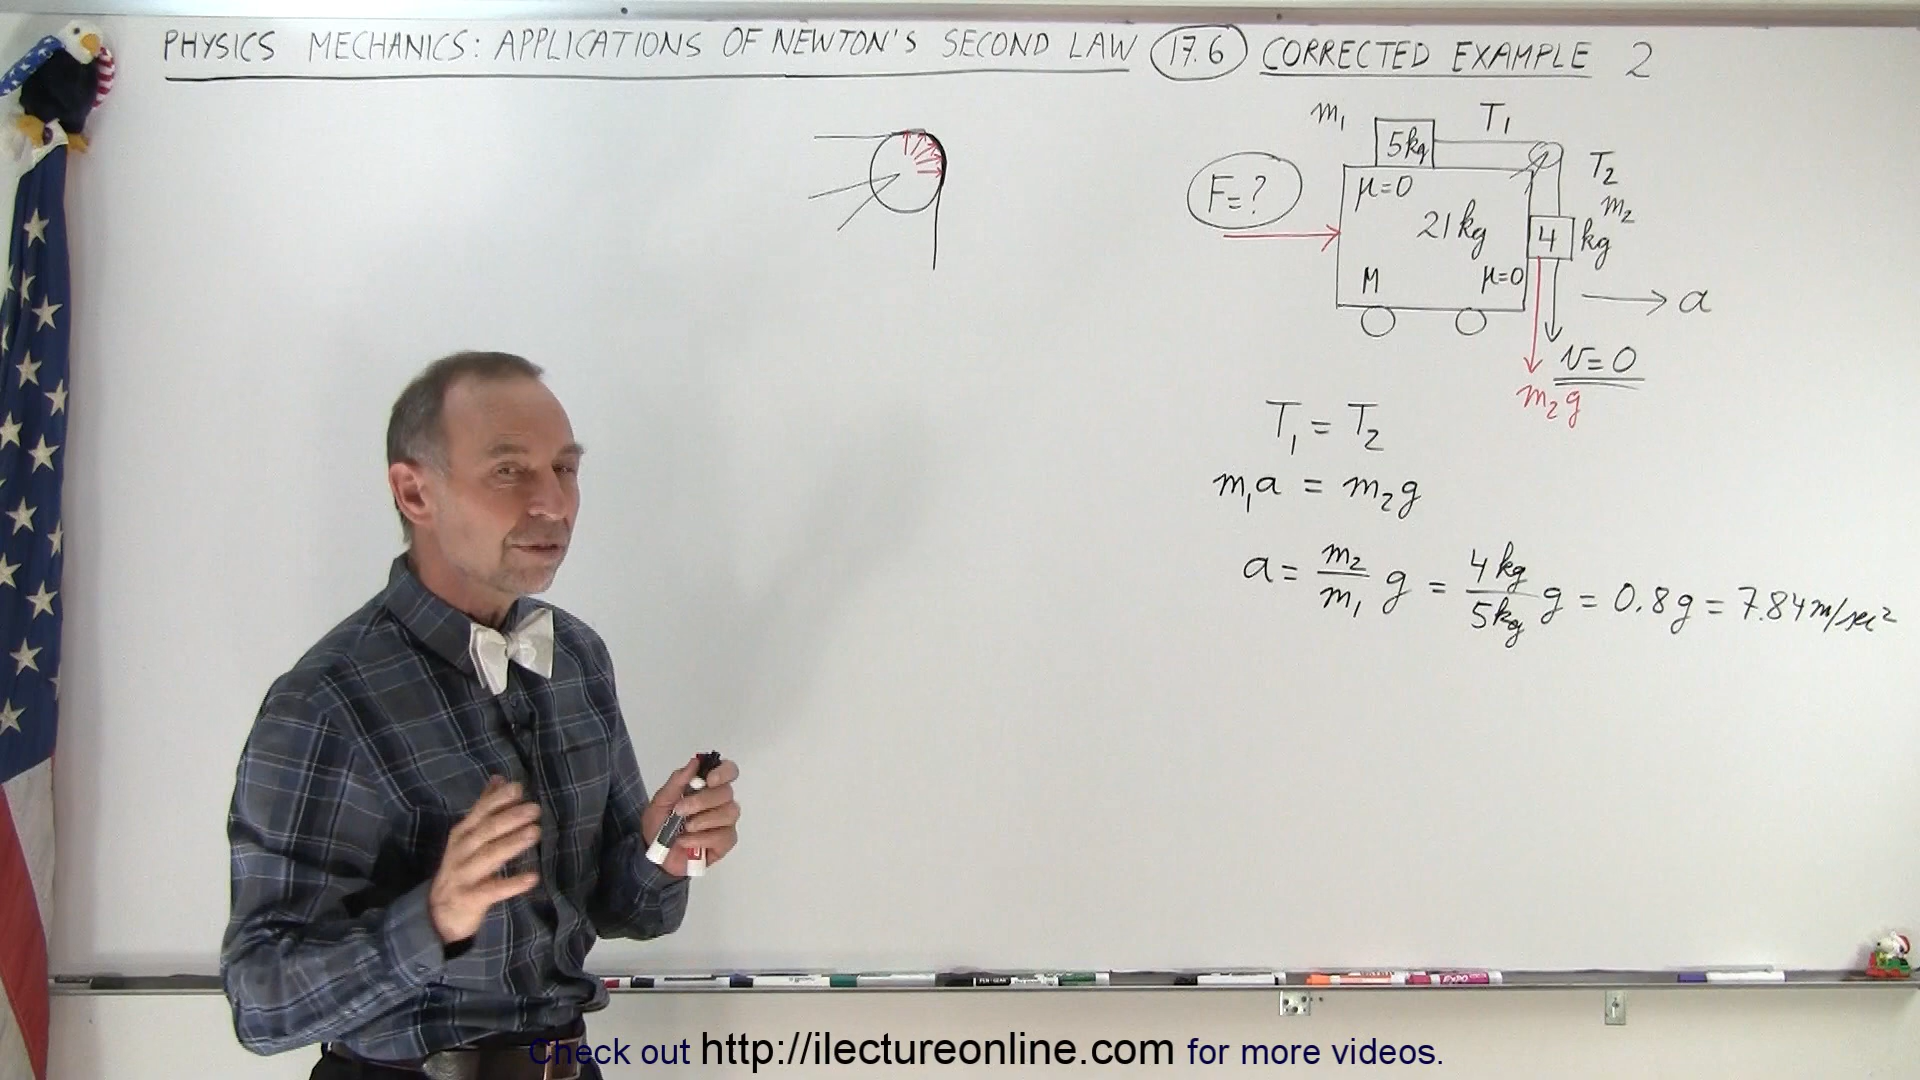 PHYSICS MECHANICS: APPLICATIONS OF NEWTON'S SECOND LAW 17.6 CORRECTED EXAMPLE 2
m₁
T₁
5kg
T₂
F=?
μ=0
m₂
21kg
4 kg
M
μ=0
a
v=0
m₂g
T₁ = T₂
m₁a = m₂g
a = m₂/m₁ g = 4kg/5kg g = 0.8g = 7.84m/sec²
Check out http://ilectureonline.com for more videos.